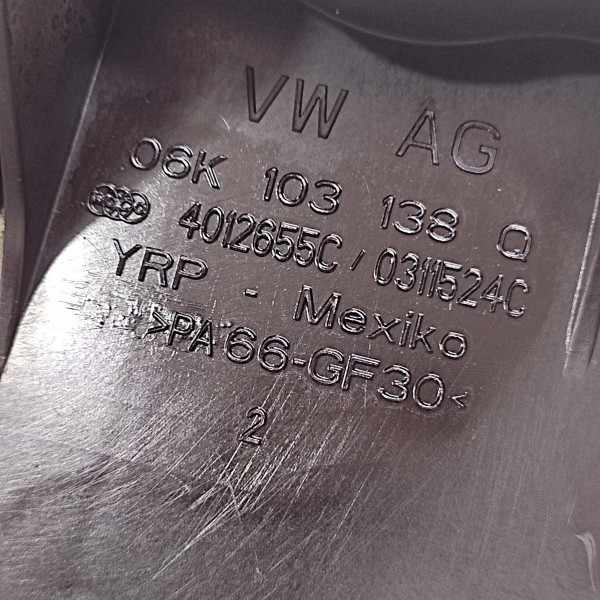 VW AG
06K 103 138 Q
4012655C / 0311524C
YRP - Mexiko
>PA 66-GF30<
2